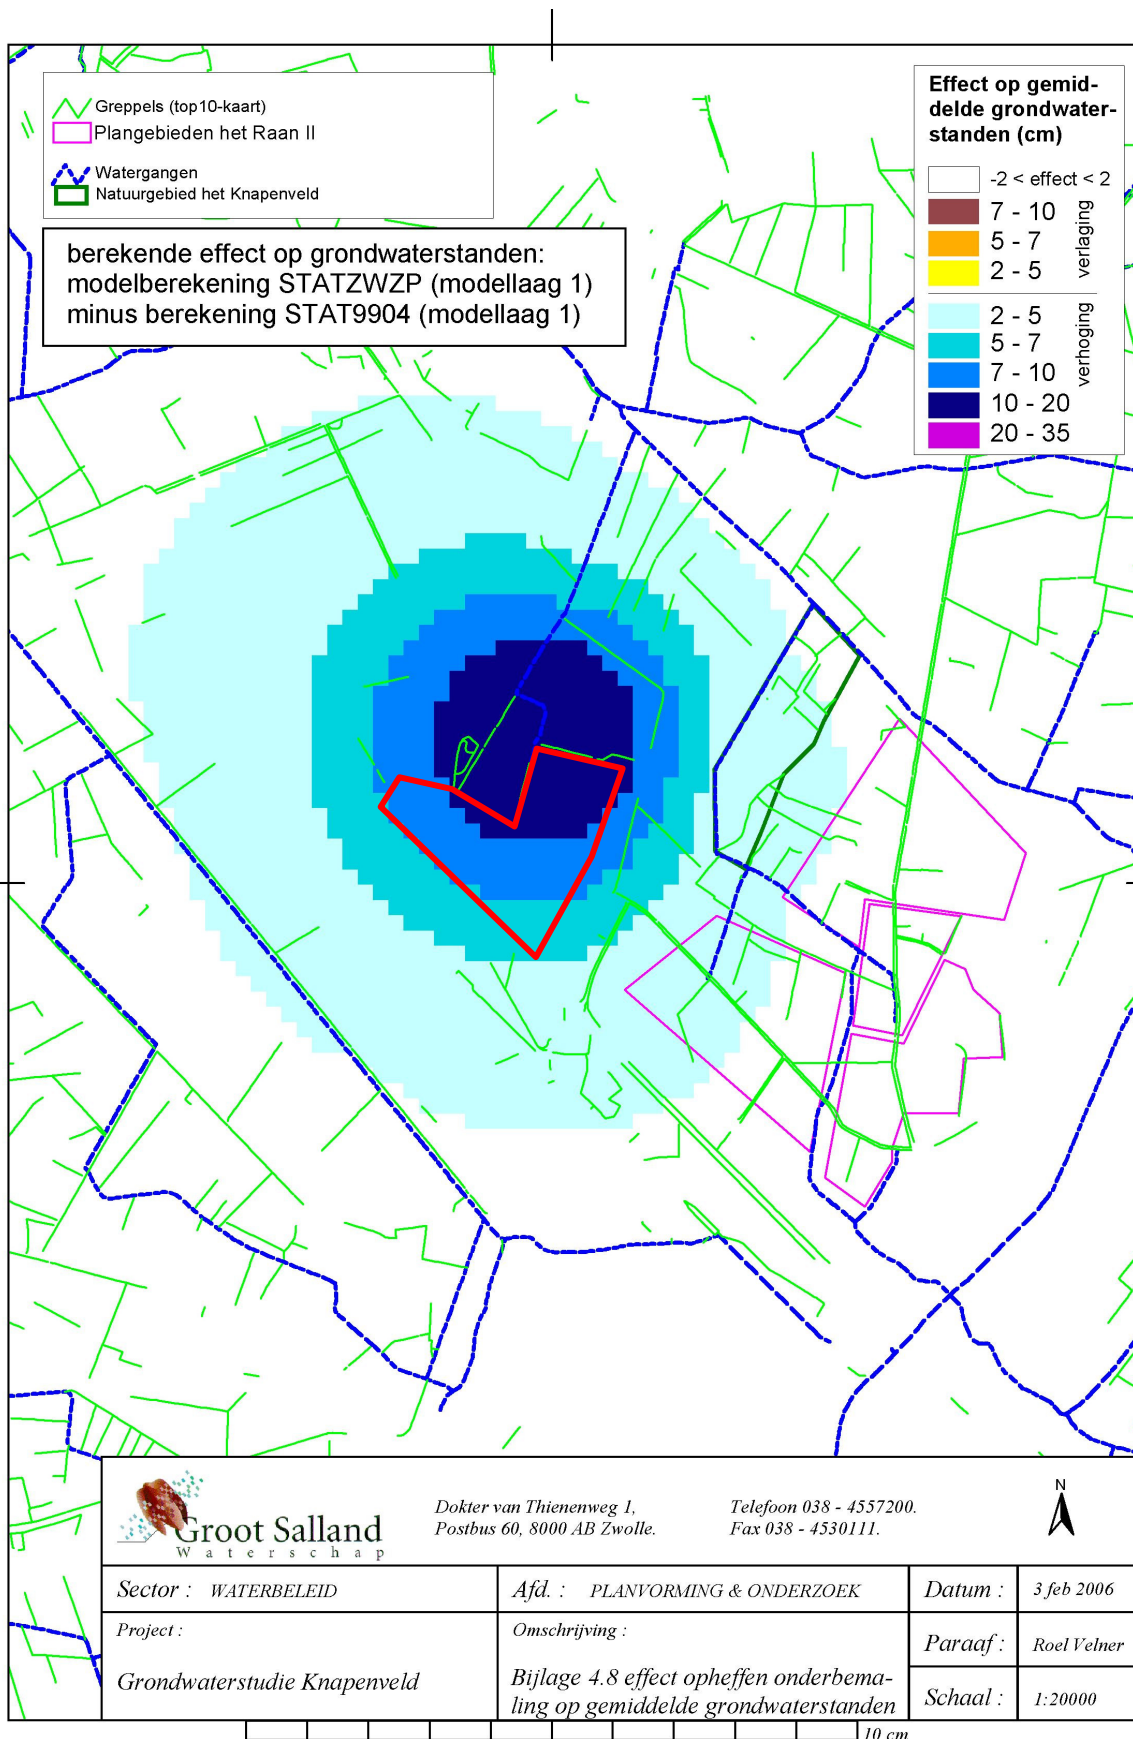 Greppels (top10-kaart)
Plangebieden het Raan II
Watergangen
Natuurgebied het Knapenveld
berekende effect op grondwaterstanden:
modelberekening STATZWZP (modellaag 1)
minus berekening STAT9904 (modellaag 1)
Effect op gemid-
delde grondwater-
standen (cm)
-2 < effect < 2
7 - 10
5 - 7
2 - 5
verlaging
2 - 5
5 - 7
7 - 10
10 - 20
20 - 35
verhoging
Groot Salland
Waterschap
Dokter van Thienenweg 1,
Postbus 60, 8000 AB Zwolle.
Telefoon 038 - 4557200.
Fax 038 - 4530111.
N
Sector : WATERBELEID
Afd. : PLANVORMING & ONDERZOEK
Datum : 3 feb 2006
Project :
Grondwaterstudie Knapenveld
Omschrijving :
Bijlage 4.8 effect opheffen onderbema-
ling op gemiddelde grondwaterstanden
Paraaf : Roel Velner
Schaal : 1:20000
10 cm